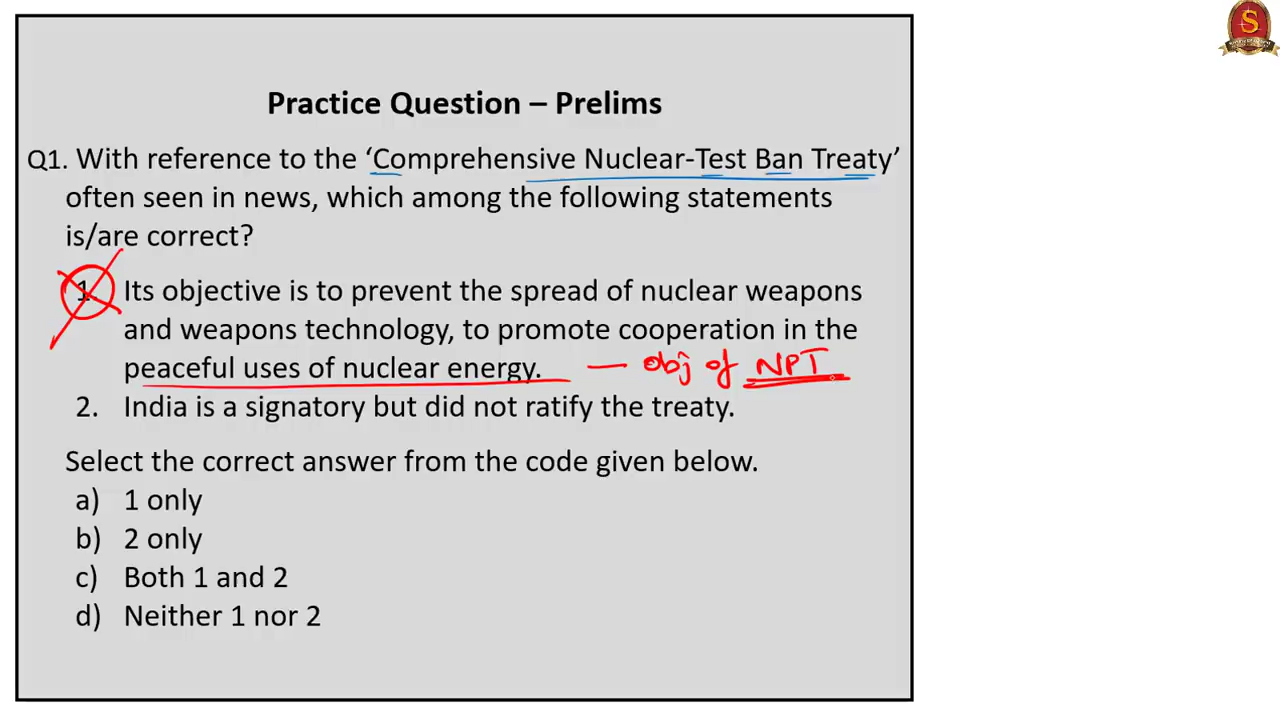 S
Practice Question – Prelims
Q1. With reference to the ‘Comprehensive Nuclear-Test Ban Treaty’
often seen in news, which among the following statements
is/are correct?
1. Its objective is to prevent the spread of nuclear weapons
and weapons technology, to promote cooperation in the
peaceful uses of nuclear energy. — Obj of NPT
2. India is a signatory but did not ratify the treaty.
Select the correct answer from the code given below.
a) 1 only
b) 2 only
c) Both 1 and 2
d) Neither 1 nor 2